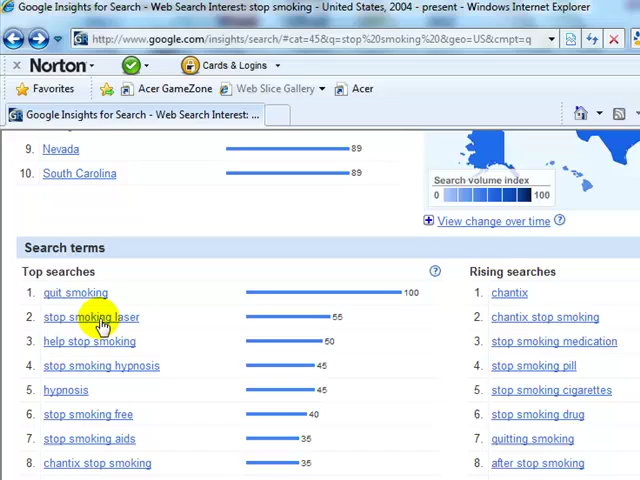 Google Insights for Search - Web Search Interest: stop smoking - United States, 2004 - present - Windows Internet Explorer
http://www.google.com/insights/search/#cat=45&q=stop%20smoking%20&geo=US&cmpt=q
Norton Cards & Logins
Favorites Acer GameZone Web Slice Gallery Acer
Google Insights for Search - Web Search Interest: ...
9. Nevada 89
10. South Carolina 89
Search volume index
0 100
View change over time ?
Search terms
Top searches ? Rising searches
1. quit smoking 100 1. chantix
2. stop smoking laser 55 2. chantix stop smoking
3. help stop smoking 50 3. stop smoking medication
4. stop smoking hypnosis 45 4. stop smoking pill
5. hypnosis 45 5. stop smoking cigarettes
6. stop smoking free 40 6. stop smoking drug
7. stop smoking aids 35 7. quitting smoking
8. chantix stop smoking 35 8. after stop smoking